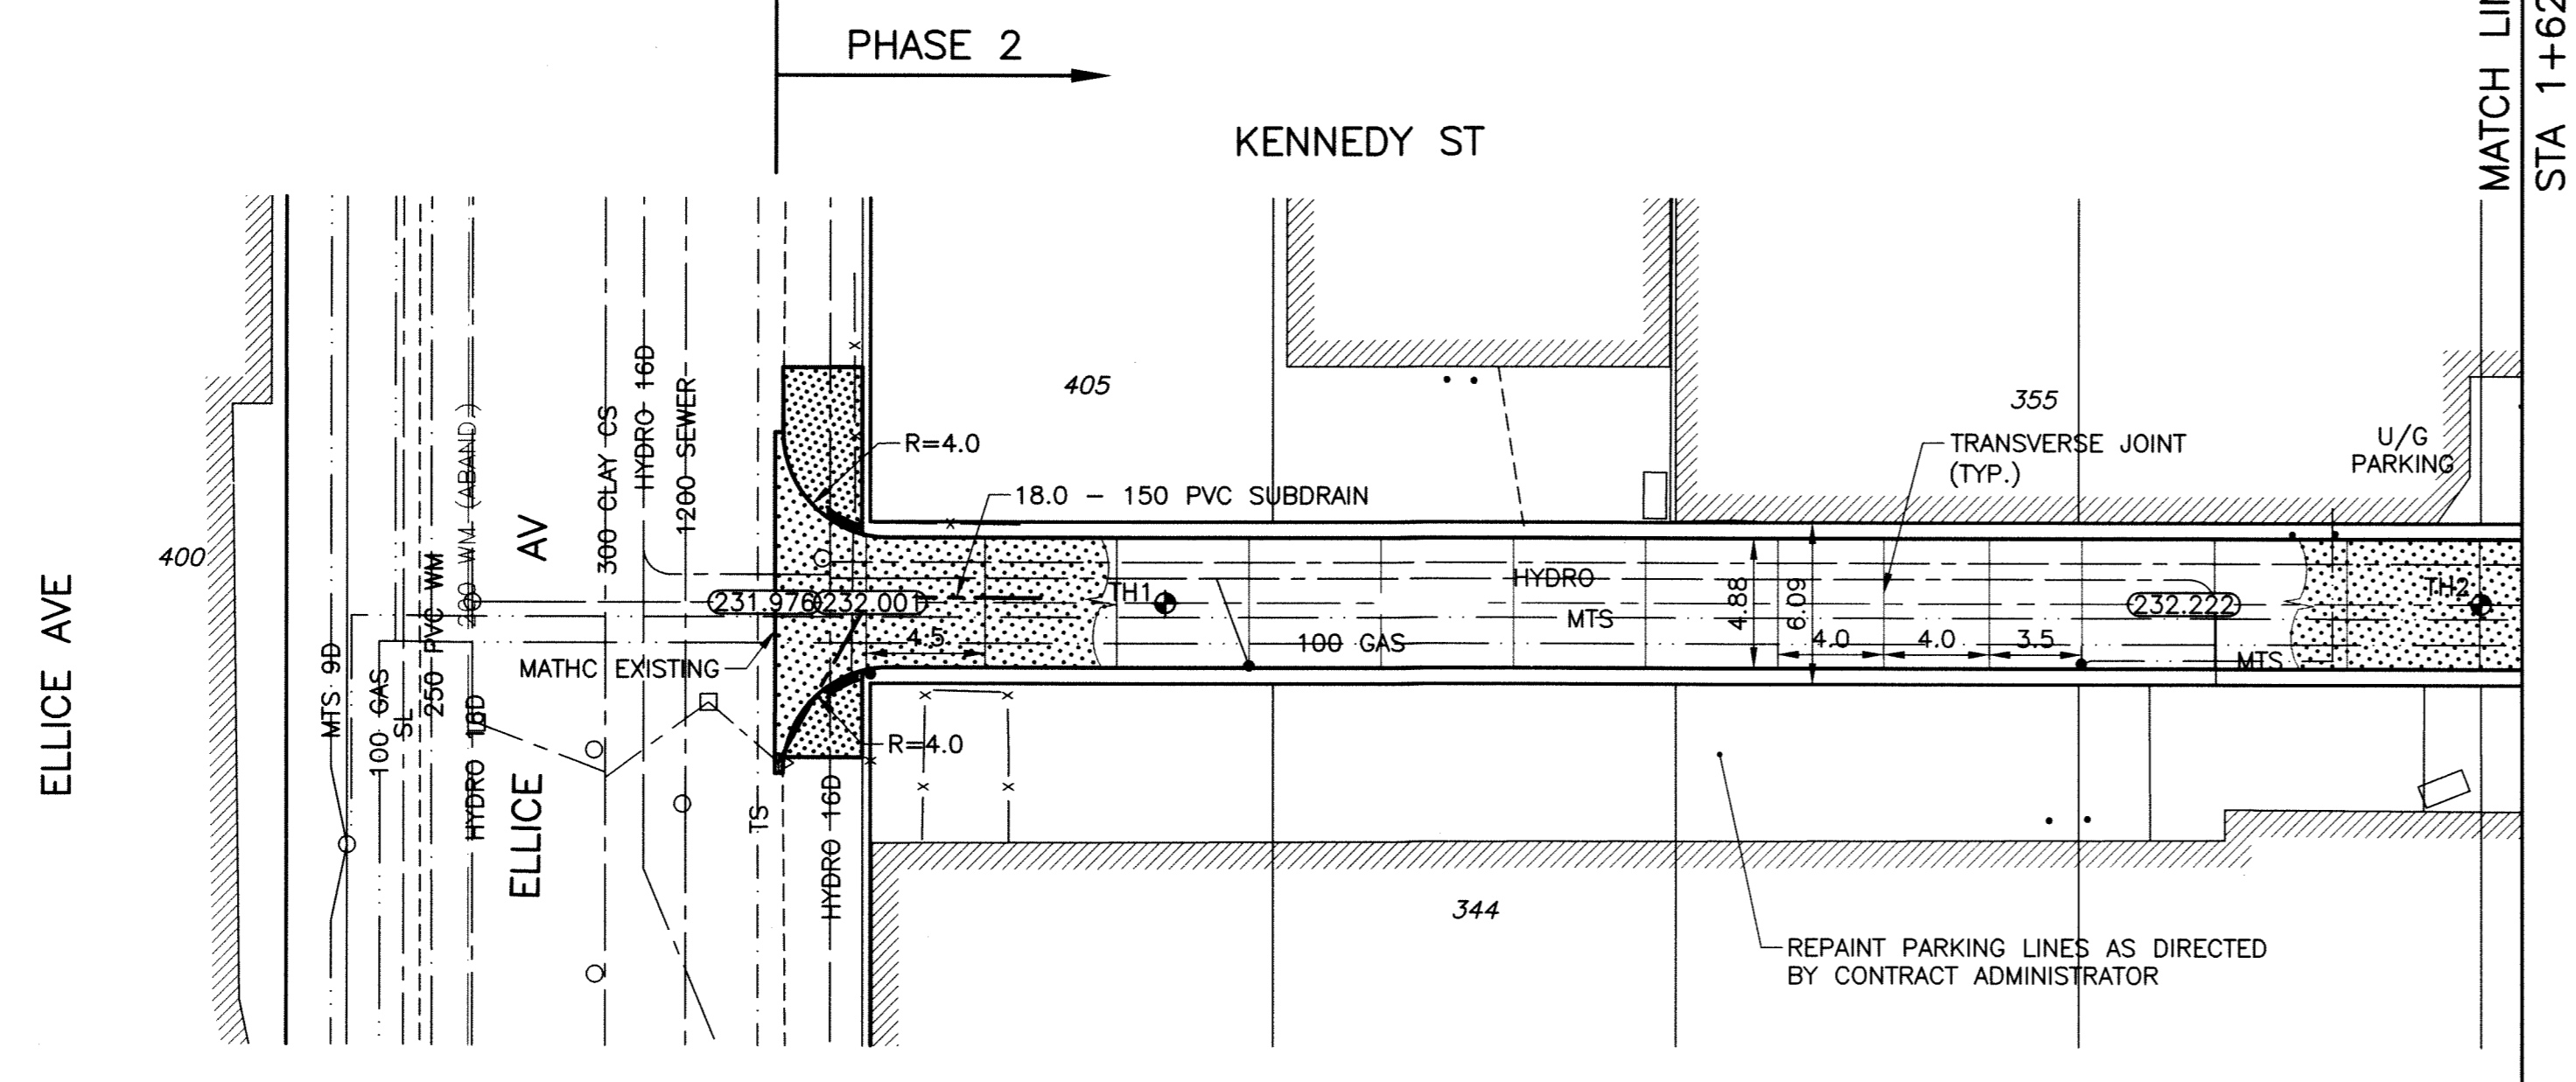 PHASE 2
KENNEDY ST
MATCH
STA 1+62
ELLICE AVE
400
MTS 9D
100 GAS
SL
250 PVC WM
HYDRO 16D
200 WM (ABAND.)
AV
ELLICE
300 CLAY CS
HYDRO 16D
1200 SEWER
TS
HYDRO 16D
231.976
232.001
MATHC EXISTING
R=4.0
R=4.0
405
18.0 - 150 PVC SUBDRAIN
4.5
TH1
HYDRO
MTS
100 GAS
4.88
6.09
4.0
4.0
3.5
355
TRANSVERSE JOINT
(TYP.)
U/G
PARKING
232.222
TH2
MTS
344
REPAINT PARKING LINES AS DIRECTED
BY CONTRACT ADMINISTRATOR